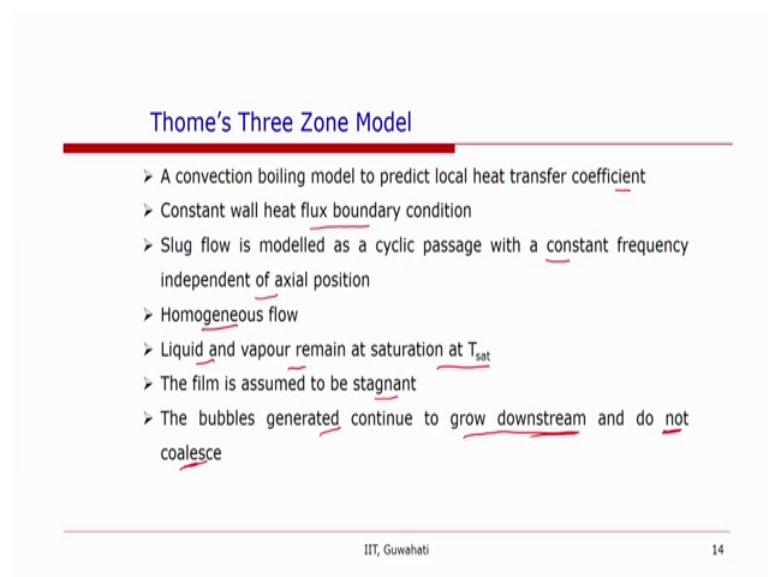 Thome's Three Zone Model
➢ A convection boiling model to predict local heat transfer coefficient
➢ Constant wall heat flux boundary condition
➢ Slug flow is modelled as a cyclic passage with a constant frequency
independent of axial position
➢ Homogeneous flow
➢ Liquid and vapour remain at saturation at Tsat
➢ The film is assumed to be stagnant
➢ The bubbles generated continue to grow downstream and do not
coalesce
IIT, Guwahati 14